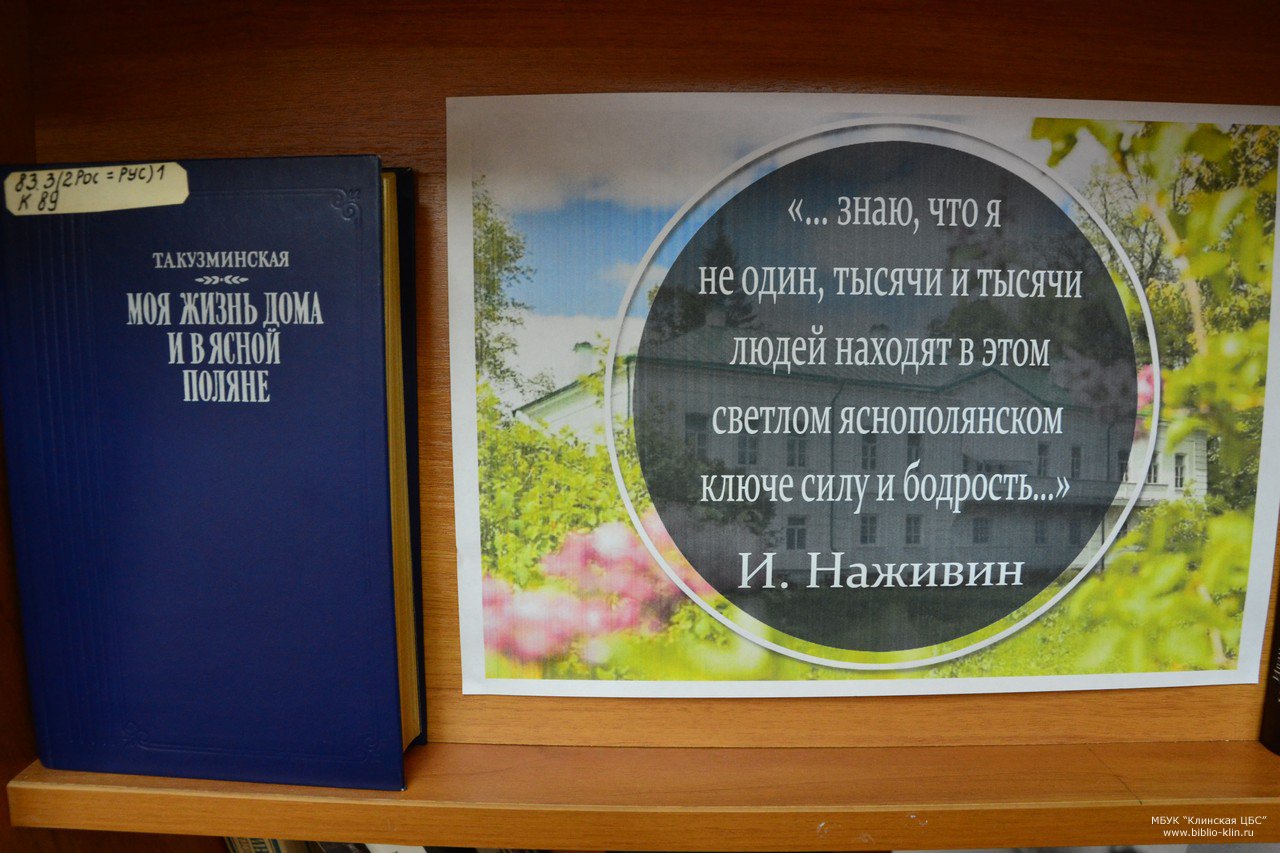 83.3(2Рос=Рус)1
К 89
Т.А.КУЗМИНСКАЯ
МОЯ ЖИЗНЬ ДОМА
И В ЯСНОЙ
ПОЛЯНЕ
«... знаю, что я
не один, тысячи и тысячи
людей находят в этом
светлом яснополянском
ключе силу и бодрость...»
И. Наживин
МБУК "Клинская ЦБС"
www.biblio-klin.ru